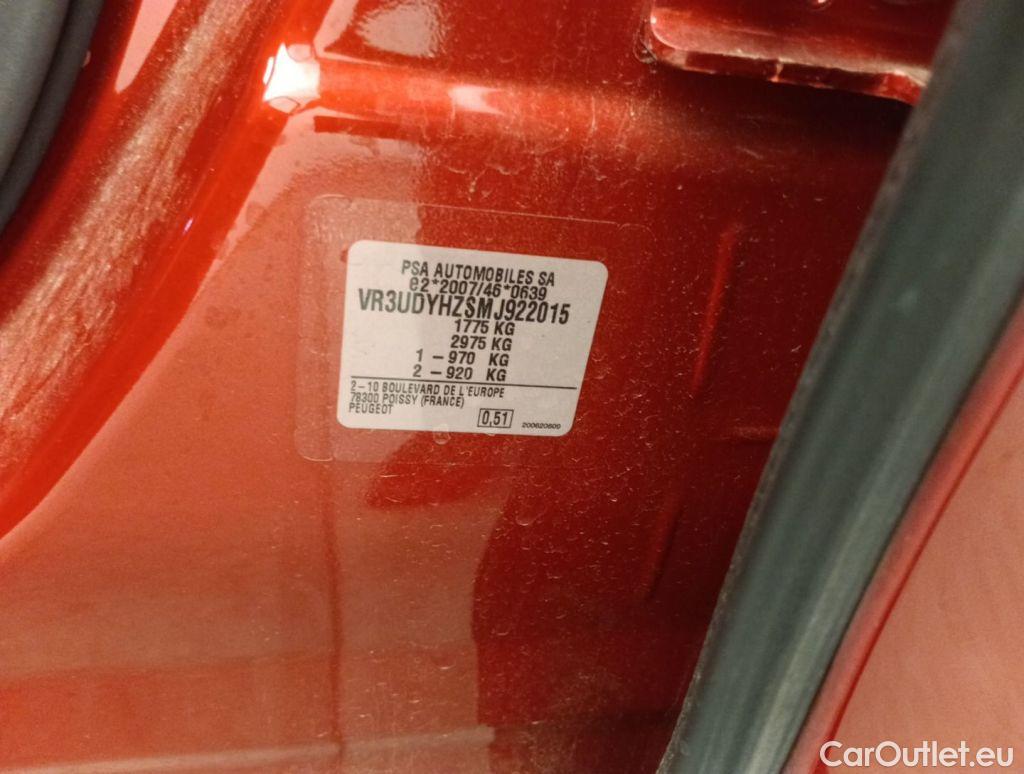 PSA AUTOMOBILES SA
e2*2007/46*0639
VR3UDYHZSMJ922015
1775 KG
2975 KG
1 – 970 KG
2 – 920 KG
2–10 BOULEVARD DE L'EUROPE
78300 POISSY (FRANCE)
PEUGEOT
0,51
200620809
CarOutlet.eu